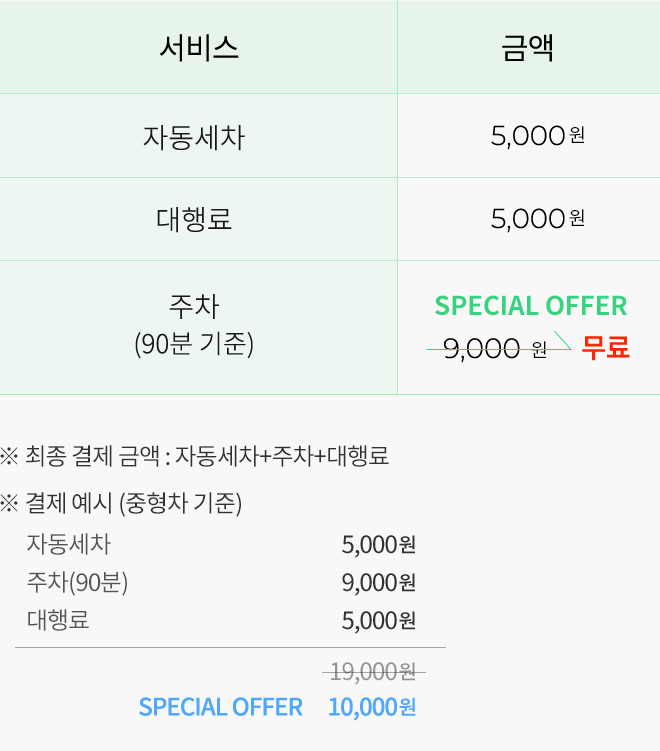 서비스 금액
자동세차 5,000원
대행료 5,000원
주차
(90분 기준)
SPECIAL OFFER
9,000 원 무료
※ 최종 결제 금액 : 자동세차+주차+대행료
※ 결제 예시 (중형차 기준)
자동세차 5,000원
주차(90분) 9,000원
대행료 5,000원
19,000원
SPECIAL OFFER 10,000원